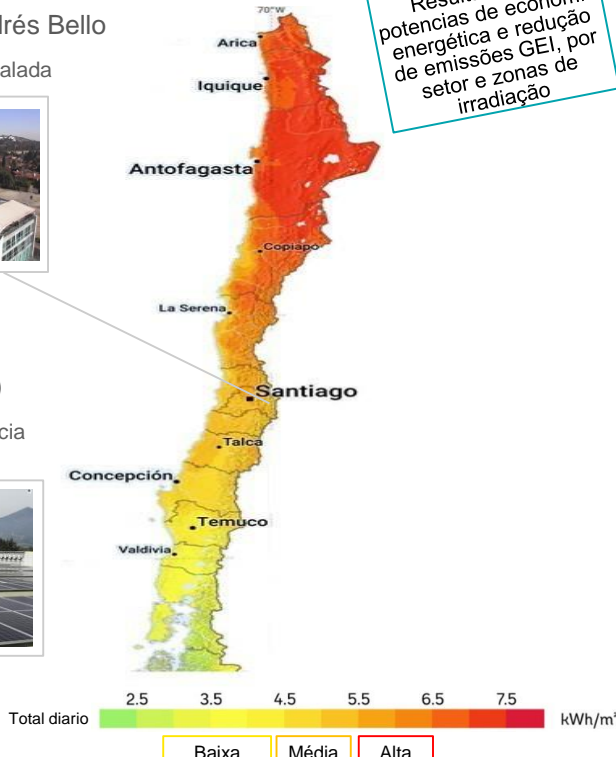 drés Bello
alada
potencias de economi
energética e redução
de emissões GEI, por
setor e zonas de
irradiação
70°W
Arica
Iquique
Antofagasta
Copiapó
La Serena
Santiago
Talca
cia
Concepción
Temuco
Valdivia
2.5 3.5 4.5 5.5 6.5 7.5
Total diario kWh/m²
Baixa Média Alta